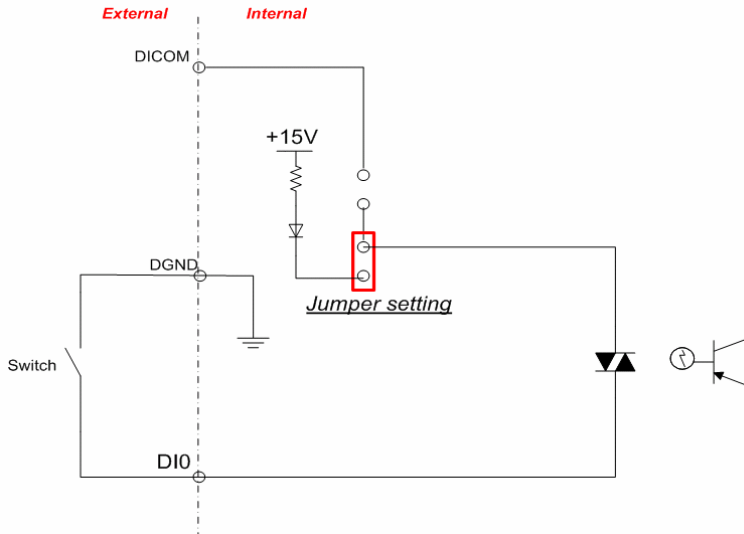 External Internal
DICOM
+15V
DGND
Jumper setting
Switch
DI0